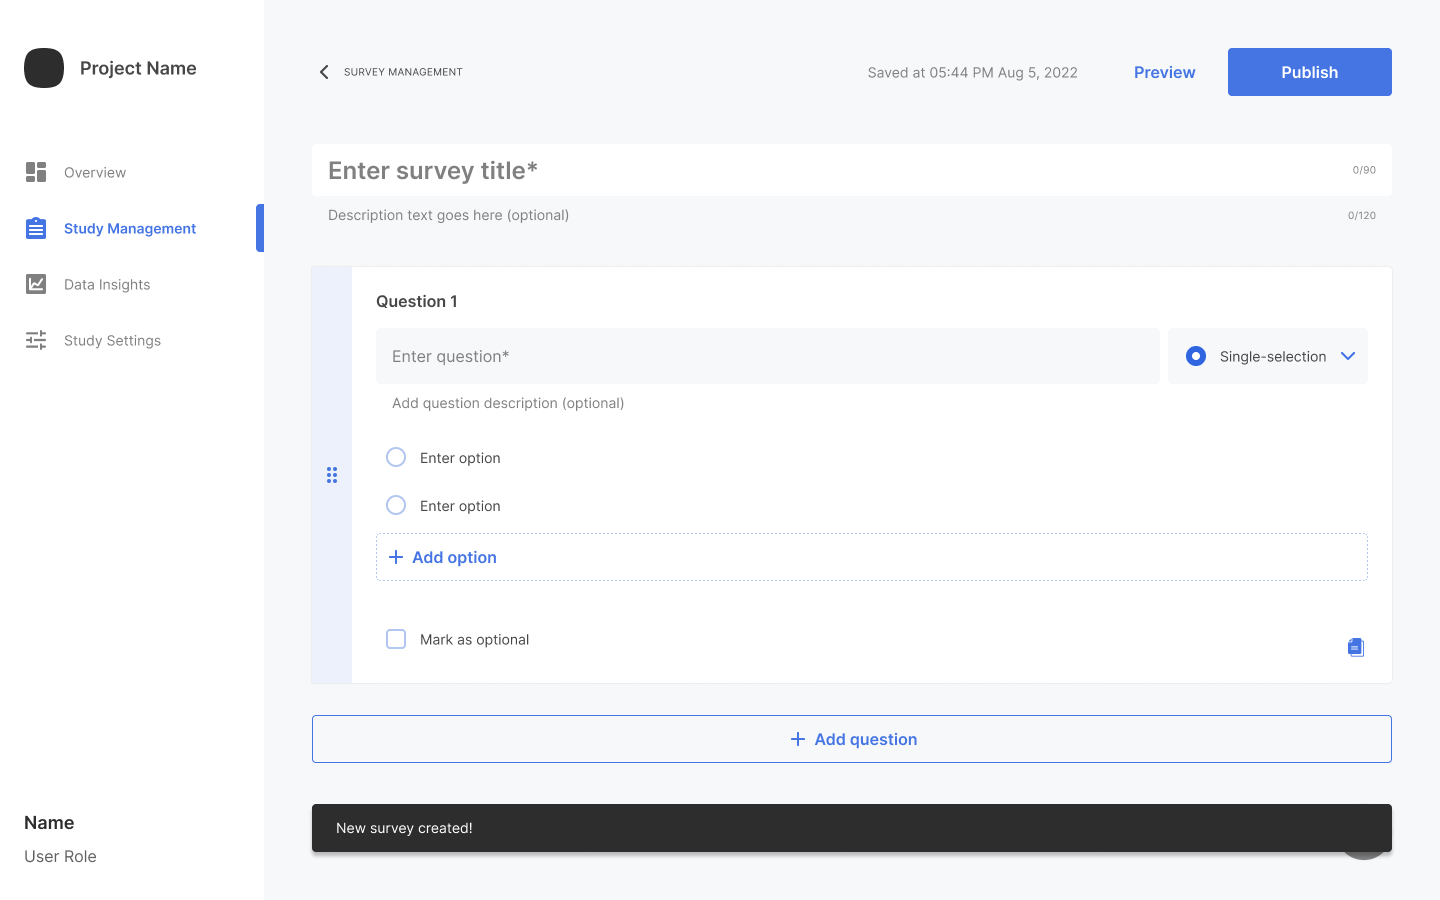 Project Name
Overview
Study Management
Data Insights
Study Settings
Name
User Role
SURVEY MANAGEMENT
Saved at 05:44 PM Aug 5, 2022
Preview
Publish
Enter survey title*
0/90
Description text goes here (optional)
0/120
Question 1
Enter question*
Single-selection
Add question description (optional)
Enter option
Enter option
Add option
Mark as optional
Add question
New survey created!